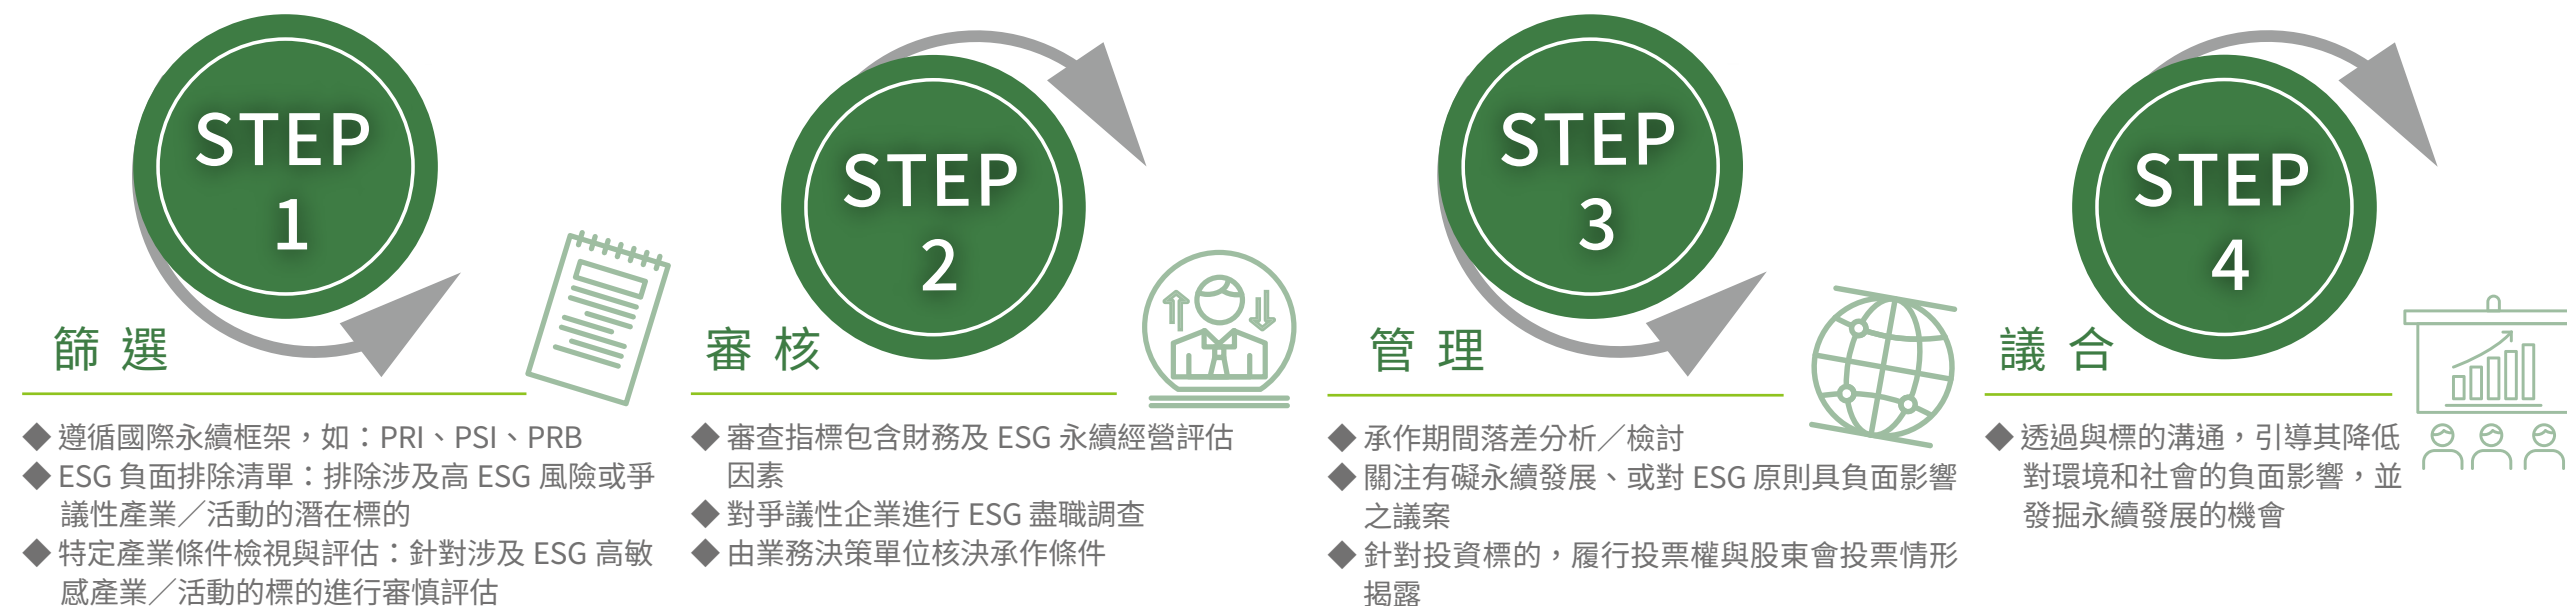 STEP
1
篩選
◆ 遵循國際永續框架，如：PRI、PSI、PRB
◆ ESG 負面排除清單：排除涉及高 ESG 風險或爭
議性產業／活動的潛在標的
◆ 特定產業條件檢視與評估：針對涉及 ESG 高敏
感產業／活動的標的進行審慎評估
STEP
2
審核
◆ 審查指標包含財務及 ESG 永續經營評估
因素
◆ 對爭議性企業進行 ESG 盡職調查
◆ 由業務決策單位核決承作條件
STEP
3
管理
◆ 承作期間落差分析／檢討
◆ 關注有礙永續發展、或對 ESG 原則具負面影響
之議案
◆ 針對投資標的，履行投票權與股東會投票情形
揭露
STEP
4
議合
◆ 透過與標的溝通，引導其降低
對環境和社會的負面影響，並
發掘永續發展的機會